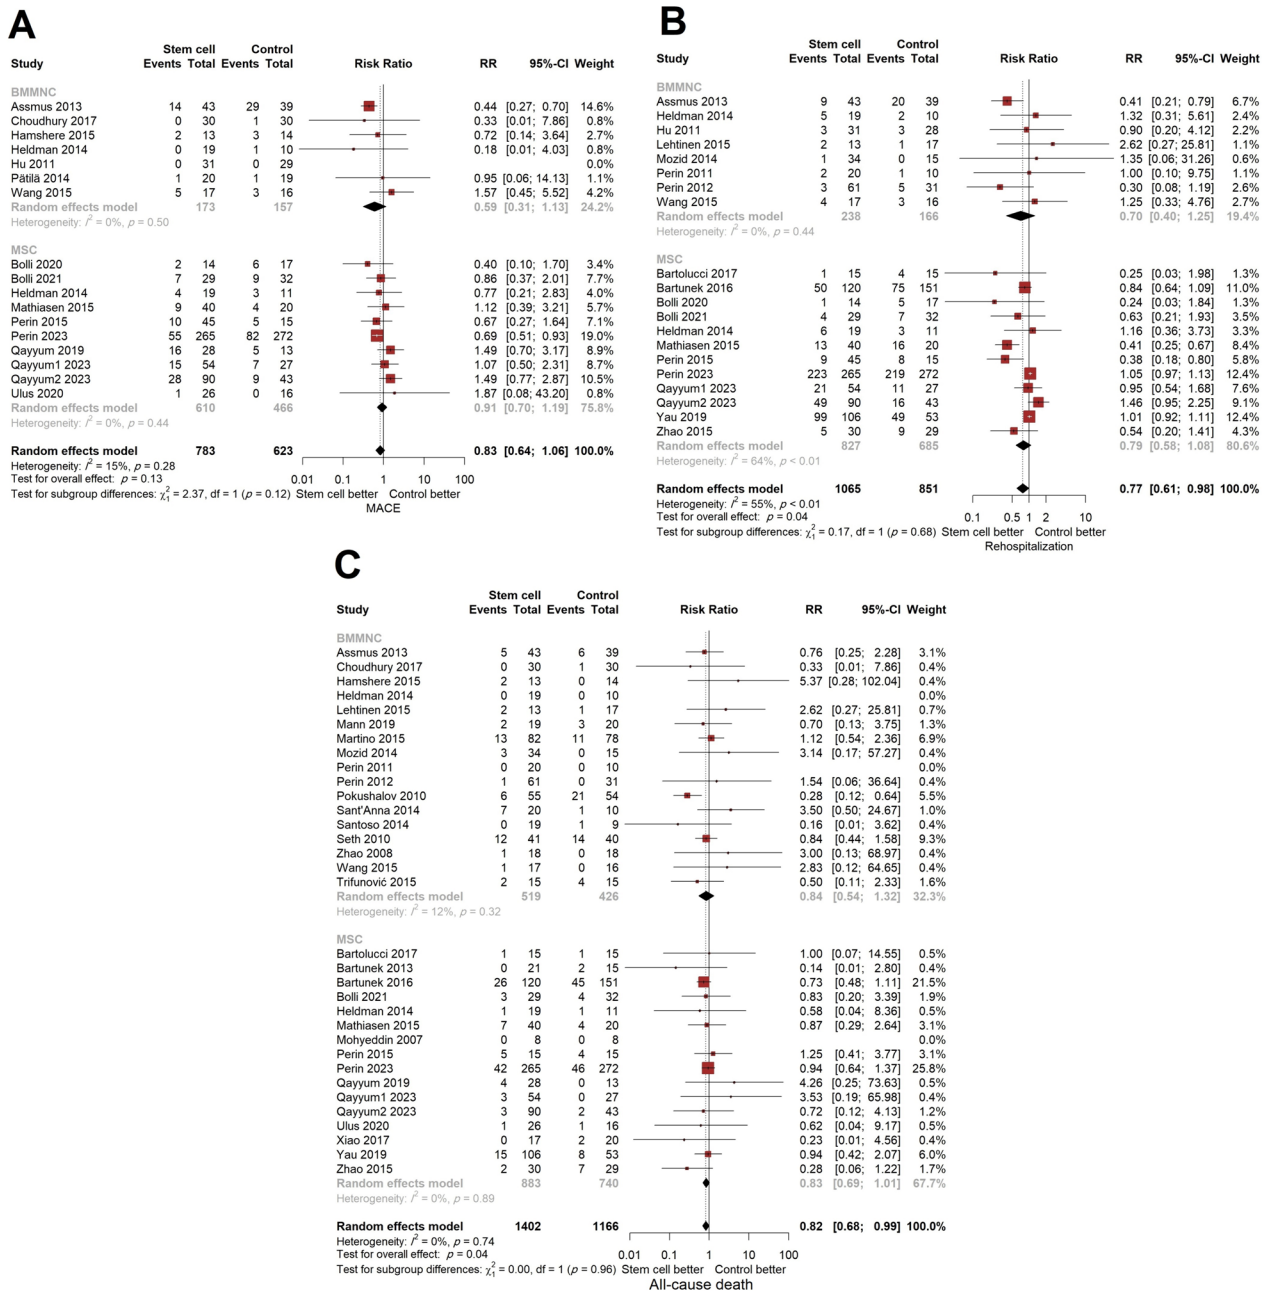 A
Stem cell Control
Study Events Total Events Total Risk Ratio RR 95%-CI Weight
BMMNC
Assmus 2013 14 43 29 39 0.44 [0.27; 0.70] 14.6%
Choudhury 2017 0 30 1 30 0.33 [0.01; 7.86] 0.8%
Hamshere 2015 2 13 3 14 0.72 [0.14; 3.64] 2.7%
Heldman 2014 0 19 1 10 0.18 [0.01; 4.03] 0.8%
Hu 2011 0 31 0 29 0.0%
Pätilä 2014 1 20 1 19 0.95 [0.06; 14.13] 0.8%
Wang 2015 5 17 3 16 1.57 [0.45; 5.52] 4.2%
Random effects model 173 157 0.59 [0.31; 1.13] 24.2%
Heterogeneity: I² = 0%, p = 0.50
MSC
Bolli 2020 2 14 6 17 0.40 [0.10; 1.70] 3.4%
Bolli 2021 7 29 9 32 0.86 [0.37; 2.01] 8.7%
Heldman 2014 4 19 3 11 0.77 [0.21; 2.83] 4.0%
Mathiasen 2015 9 40 4 20 1.12 [0.39; 3.21] 5.7%
Perin 2015 10 45 5 15 0.67 [0.27; 1.64] 7.1%
Perin 2023 55 265 82 272 0.69 [0.51; 0.93] 19.0%
Qayyum 2019 16 28 5 13 1.49 [0.70; 3.17] 8.9%
Qayyum1 2023 15 54 7 27 1.07 [0.50; 2.31] 8.7%
Qayyum2 2023 28 90 9 43 1.49 [0.77; 2.87] 10.5%
Ulus 2020 1 26 0 16 1.87 [0.08; 43.20] 0.8%
Random effects model 610 466 0.91 [0.70; 1.19] 75.8%
Heterogeneity: I² = 0%, p = 0.44
Random effects model 783 623 0.83 [0.64; 1.06] 100.0%
Heterogeneity: I² = 15%, p = 0.28
Test for overall effect: p = 0.13 0.01 0.1 1 10 100
Test for subgroup differences: χ²₁ = 2.37, df = 1 (p = 0.12) Stem cell better Control better
MACE
B
Stem cell Control
Study Events Total Events Total Risk Ratio RR 95%-CI Weight
BMMNC
Assmus 2013 9 43 20 39 0.41 [0.21; 0.79] 6.7%
Heldman 2014 5 19 2 10 1.32 [0.31; 5.61] 2.4%
Hu 2011 3 31 3 28 0.90 [0.20; 4.12] 2.2%
Lehtinen 2015 2 13 1 17 2.62 [0.27; 25.81] 1.1%
Mozid 2014 1 34 0 15 1.35 [0.06; 31.26] 0.6%
Perin 2011 2 20 1 10 1.00 [0.10; 9.75] 1.1%
Perin 2012 3 61 5 31 0.30 [0.08; 1.19] 2.6%
Wang 2015 4 17 3 16 1.25 [0.33; 4.76] 2.7%
Random effects model 238 166 0.70 [0.40; 1.25] 19.4%
Heterogeneity: I² = 0%, p = 0.44
MSC
Bartolucci 2017 1 15 4 15 0.25 [0.03; 1.98] 1.3%
Bartunek 2016 50 120 75 151 0.84 [0.64; 1.09] 11.0%
Bolli 2020 1 14 5 17 0.24 [0.03; 1.84] 1.3%
Bolli 2021 4 29 7 32 0.63 [0.21; 1.93] 3.5%
Heldman 2014 6 19 3 11 1.16 [0.36; 3.73] 3.3%
Mathiasen 2015 13 40 16 20 0.41 [0.25; 0.67] 8.4%
Perin 2015 9 45 8 15 0.38 [0.18; 0.80] 5.8%
Perin 2023 223 265 219 272 1.05 [0.97; 1.13] 12.4%
Qayyum1 2023 21 54 11 27 0.95 [0.54; 1.68] 7.6%
Qayyum2 2023 49 90 16 43 1.46 [0.95; 2.25] 9.1%
Yau 2019 99 106 49 53 1.01 [0.92; 1.11] 12.4%
Zhao 2015 5 30 9 29 0.54 [0.20; 1.41] 4.3%
Random effects model 827 685 0.79 [0.58; 1.08] 80.6%
Heterogeneity: I² = 64%, p < 0.01
Random effects model 1065 851 0.77 [0.61; 0.98] 100.0%
Heterogeneity: I² = 55%, p < 0.01
Test for overall effect: p = 0.04 0.1 0.5 1 2 10
Test for subgroup differences: χ²₁ = 0.17, df = 1 (p = 0.68) Stem cell better Control better
Rehospitalization
C
Stem cell Control
Study Events Total Events Total Risk Ratio RR 95%-CI Weight
BMMNC
Assmus 2013 5 43 6 39 0.76 [0.25; 2.28] 3.1%
Choudhury 2017 0 30 1 30 0.33 [0.01; 7.86] 0.4%
Hamshere 2015 2 13 0 14 5.37 [0.28; 102.04] 0.4%
Heldman 2014 0 19 0 10 0.0%
Lehtinen 2015 2 13 1 17 2.62 [0.27; 25.81] 0.7%
Mann 2019 2 19 3 20 0.70 [0.13; 3.75] 1.3%
Martino 2015 13 82 11 78 1.12 [0.54; 2.36] 6.9%
Mozid 2014 3 34 0 15 3.14 [0.17; 57.27] 0.4%
Perin 2011 0 20 0 10 0.0%
Perin 2012 1 61 0 31 1.54 [0.06; 36.64] 0.4%
Pokushalov 2010 6 55 21 54 0.28 [0.12; 0.64] 5.5%
Sant'Anna 2014 7 20 1 10 3.50 [0.50; 24.67] 1.0%
Santoso 2014 0 19 1 9 0.16 [0.01; 3.62] 0.4%
Seth 2010 12 41 14 40 0.84 [0.44; 1.58] 9.3%
Zhao 2008 1 18 0 18 3.00 [0.13; 68.97] 0.4%
Wang 2015 1 17 0 16 2.83 [0.12; 64.65] 0.4%
Trifunović 2015 2 15 4 15 0.50 [0.11; 2.33] 1.6%
Random effects model 519 426 0.84 [0.54; 1.32] 32.3%
Heterogeneity: I² = 12%, p = 0.32
MSC
Bartolucci 2017 1 15 1 15 1.00 [0.07; 14.55] 0.5%
Bartunek 2013 0 21 2 15 0.14 [0.01; 2.80] 0.4%
Bartunek 2016 26 120 45 151 0.73 [0.48; 1.11] 21.5%
Bolli 2021 3 29 4 32 0.83 [0.20; 3.39] 1.9%
Heldman 2014 1 19 1 11 0.58 [0.04; 8.36] 0.5%
Mathiasen 2015 7 40 4 20 0.87 [0.29; 2.64] 3.1%
Mohyeddin 2007 0 8 0 8 0.0%
Perin 2015 5 15 4 15 1.25 [0.41; 3.77] 3.1%
Perin 2023 42 265 46 272 0.94 [0.64; 1.37] 25.8%
Qayyum 2019 4 28 0 13 4.26 [0.25; 73.63] 0.5%
Qayyum1 2023 3 54 0 27 3.53 [0.19; 65.98] 0.4%
Qayyum2 2023 3 90 2 43 0.72 [0.12; 4.13] 1.2%
Ulus 2020 1 26 1 16 0.62 [0.04; 9.17] 0.5%
Xiao 2017 0 17 2 20 0.23 [0.01; 4.56] 0.4%
Yau 2019 15 106 8 53 0.94 [0.42; 2.07] 6.0%
Zhao 2015 2 30 7 29 0.28 [0.06; 1.22] 1.7%
Random effects model 883 740 0.83 [0.69; 1.01] 67.7%
Heterogeneity: I² = 0%, p = 0.89
Random effects model 1402 1166 0.82 [0.68; 0.99] 100.0%
Heterogeneity: I² = 0%, p = 0.74
Test for overall effect: p = 0.04 0.01 0.1 1 10 100
Test for subgroup differences: χ²₁ = 0.00, df = 1 (p = 0.96) Stem cell better Control better
All-cause death